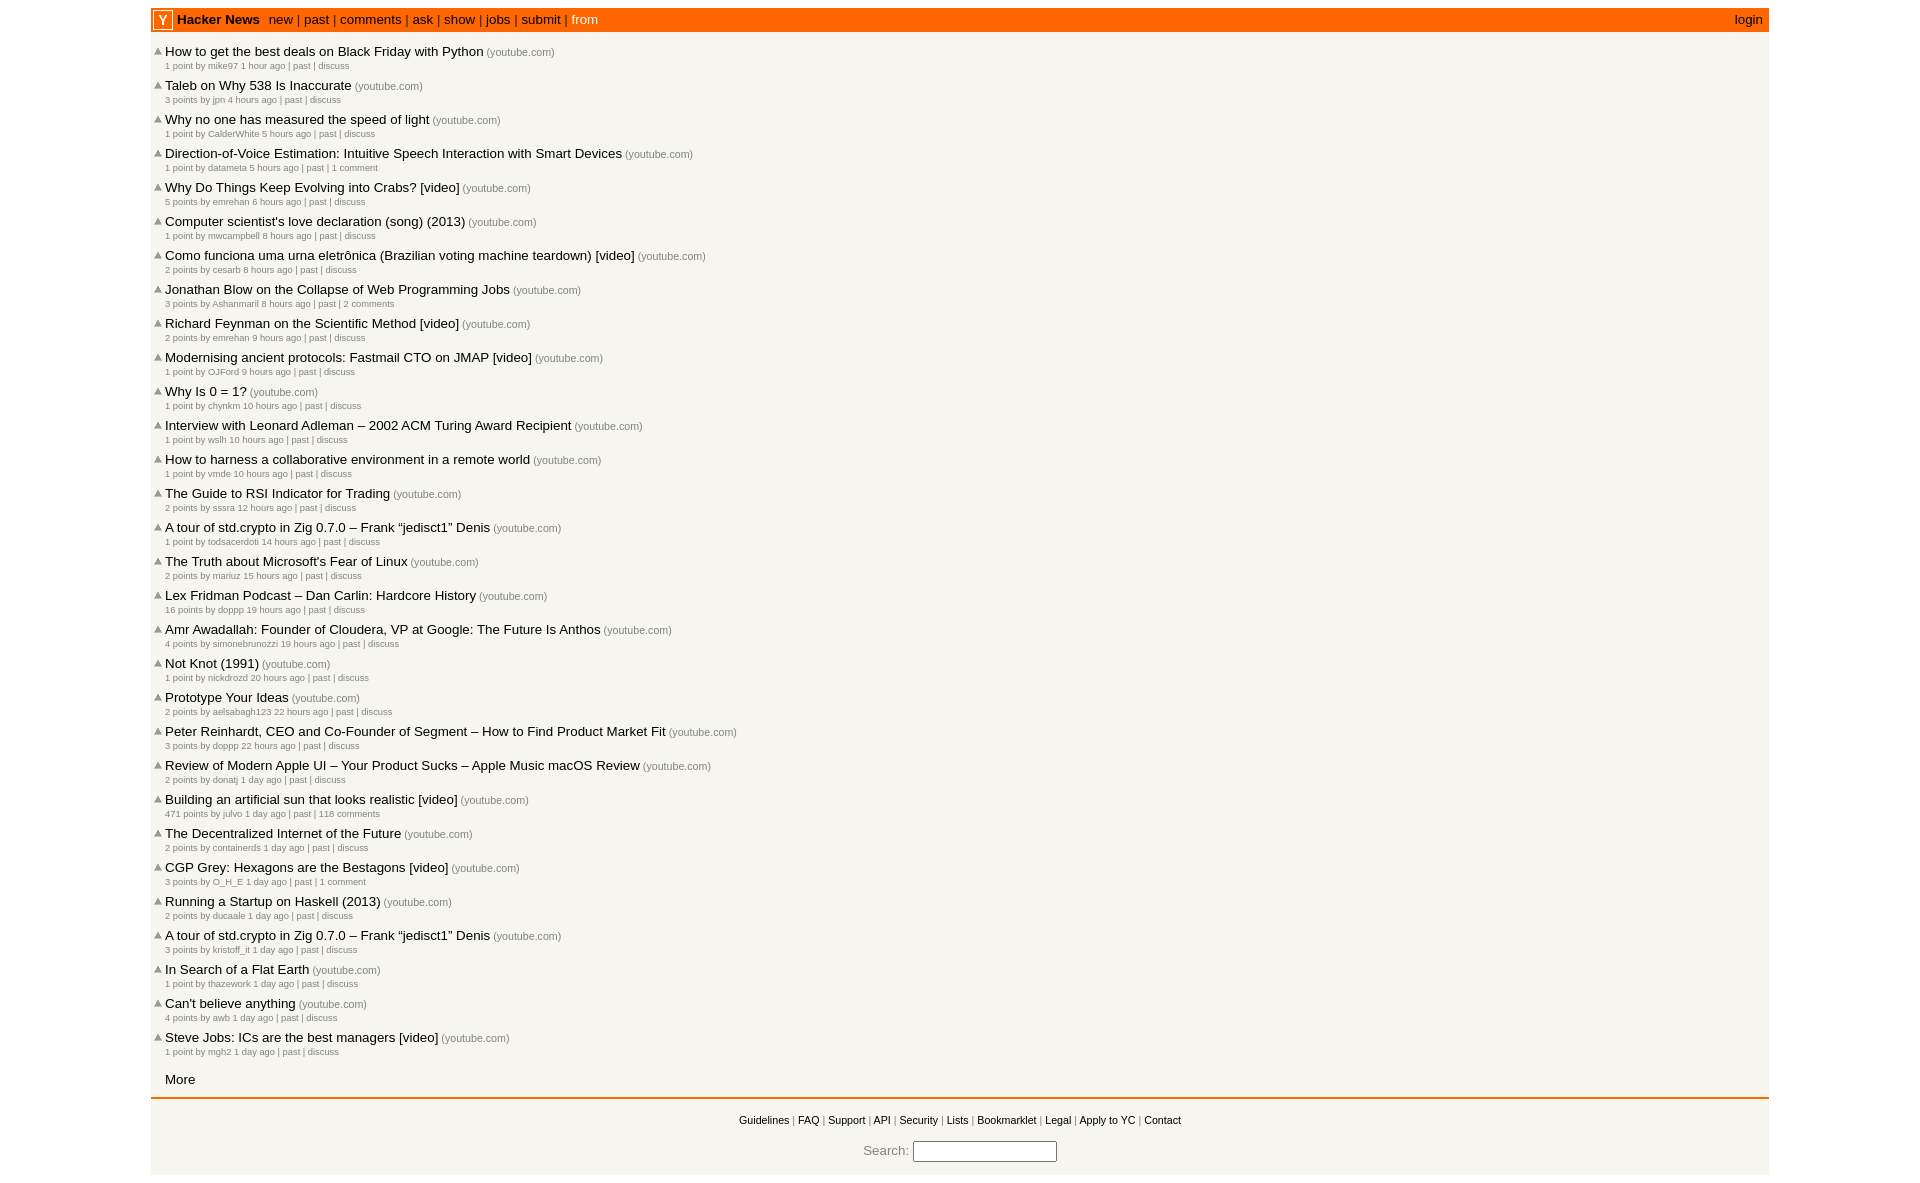 Y Hacker News new | past | comments | ask | show | jobs | submit | from login
How to get the best deals on Black Friday with Python (youtube.com)
1 point by mike97 1 hour ago | past | discuss
Taleb on Why 538 Is Inaccurate (youtube.com)
3 points by jpn 4 hours ago | past | discuss
Why no one has measured the speed of light (youtube.com)
1 point by CalderWhite 5 hours ago | past | discuss
Direction-of-Voice Estimation: Intuitive Speech Interaction with Smart Devices (youtube.com)
1 point by datameta 5 hours ago | past | 1 comment
Why Do Things Keep Evolving into Crabs? [video] (youtube.com)
5 points by emrehan 6 hours ago | past | discuss
Computer scientist's love declaration (song) (2013) (youtube.com)
1 point by mwcampbell 8 hours ago | past | discuss
Como funciona uma urna eletrônica (Brazilian voting machine teardown) [video] (youtube.com)
2 points by cesarb 8 hours ago | past | discuss
Jonathan Blow on the Collapse of Web Programming Jobs (youtube.com)
3 points by Ashanmaril 8 hours ago | past | 2 comments
Richard Feynman on the Scientific Method [video] (youtube.com)
2 points by emrehan 9 hours ago | past | discuss
Modernising ancient protocols: Fastmail CTO on JMAP [video] (youtube.com)
1 point by OJFord 9 hours ago | past | discuss
Why Is 0 = 1? (youtube.com)
1 point by chynkm 10 hours ago | past | discuss
Interview with Leonard Adleman – 2002 ACM Turing Award Recipient (youtube.com)
1 point by wslh 10 hours ago | past | discuss
How to harness a collaborative environment in a remote world (youtube.com)
1 point by vmde 10 hours ago | past | discuss
The Guide to RSI Indicator for Trading (youtube.com)
2 points by sssra 12 hours ago | past | discuss
A tour of std.crypto in Zig 0.7.0 – Frank “jedisct1” Denis (youtube.com)
1 point by todsacerdoti 14 hours ago | past | discuss
The Truth about Microsoft's Fear of Linux (youtube.com)
2 points by mariuz 15 hours ago | past | discuss
Lex Fridman Podcast – Dan Carlin: Hardcore History (youtube.com)
16 points by doppp 19 hours ago | past | discuss
Amr Awadallah: Founder of Cloudera, VP at Google: The Future Is Anthos (youtube.com)
4 points by simonebrunozzi 19 hours ago | past | discuss
Not Knot (1991) (youtube.com)
1 point by nickdrozd 20 hours ago | past | discuss
Prototype Your Ideas (youtube.com)
2 points by aelsabagh123 22 hours ago | past | discuss
Peter Reinhardt, CEO and Co-Founder of Segment – How to Find Product Market Fit (youtube.com)
3 points by doppp 22 hours ago | past | discuss
Review of Modern Apple UI – Your Product Sucks – Apple Music macOS Review (youtube.com)
2 points by donatj 1 day ago | past | discuss
Building an artificial sun that looks realistic [video] (youtube.com)
471 points by julvo 1 day ago | past | 118 comments
The Decentralized Internet of the Future (youtube.com)
2 points by containerds 1 day ago | past | discuss
CGP Grey: Hexagons are the Bestagons [video] (youtube.com)
3 points by O_H_E 1 day ago | past | 1 comment
Running a Startup on Haskell (2013) (youtube.com)
2 points by ducaale 1 day ago | past | discuss
A tour of std.crypto in Zig 0.7.0 – Frank “jedisct1” Denis (youtube.com)
3 points by kristoff_it 1 day ago | past | discuss
In Search of a Flat Earth (youtube.com)
1 point by thazework 1 day ago | past | discuss
Can't believe anything (youtube.com)
4 points by awb 1 day ago | past | discuss
Steve Jobs: ICs are the best managers [video] (youtube.com)
1 point by mgh2 1 day ago | past | discuss
More
Guidelines | FAQ | Support | API | Security | Lists | Bookmarklet | Legal | Apply to YC | Contact
Search: